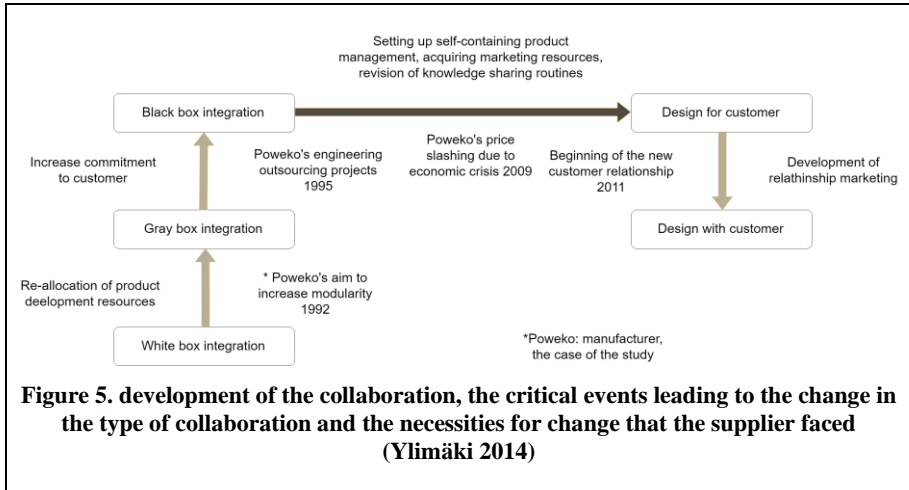 Setting up self-containing product
management, acquiring marketing resources,
revision of knowledge sharing routines
Black box integration
Design for customer
Increase commitment
to customer
Poweko's engineering
outsourcing projects
1995
Poweko's price
slashing due to
economic crisis 2009
Beginning of the new
customer relationship
2011
Development of
relathinship marketing
Gray box integration
Design with customer
Re-allocation of product
deelopment resources
* Poweko's aim to
increase modularity
1992
White box integration
*Poweko: manufacturer,
the case of the study
Figure 5. development of the collaboration, the critical events leading to the change in
the type of collaboration and the necessities for change that the supplier faced
(Ylimäki 2014)